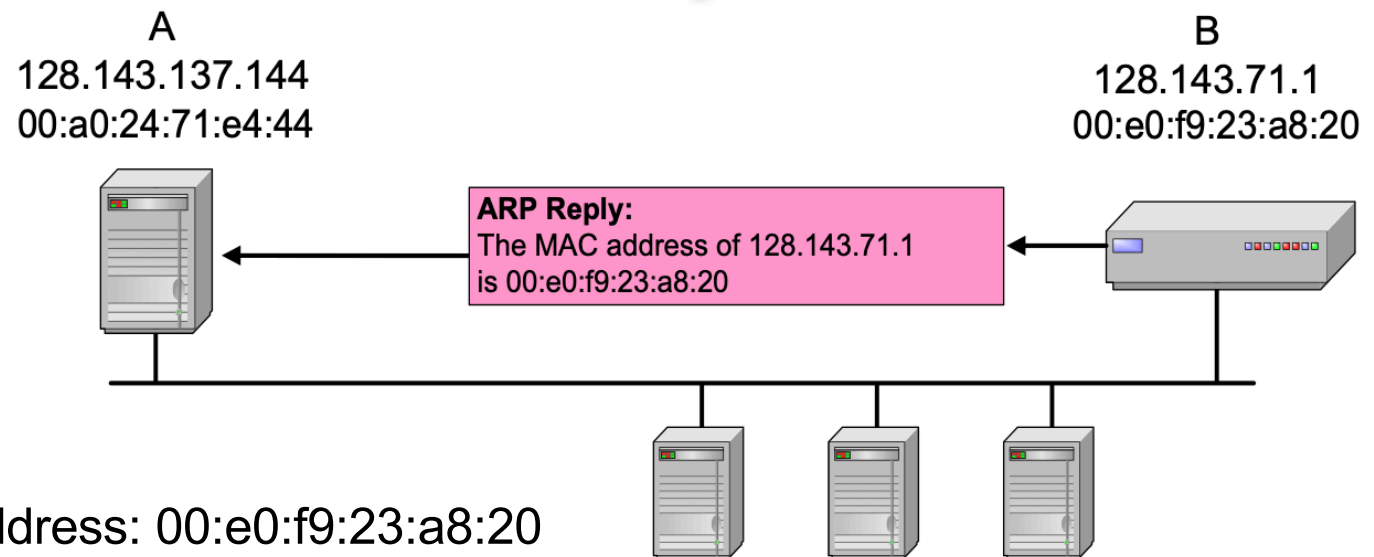 A
128.143.137.144
00:a0:24:71:e4:44
B
128.143.71.1
00:e0:f9:23:a8:20
ARP Reply:
The MAC address of 128.143.71.1
is 00:e0:f9:23:a8:20
ddress: 00:e0:f9:23:a8:20